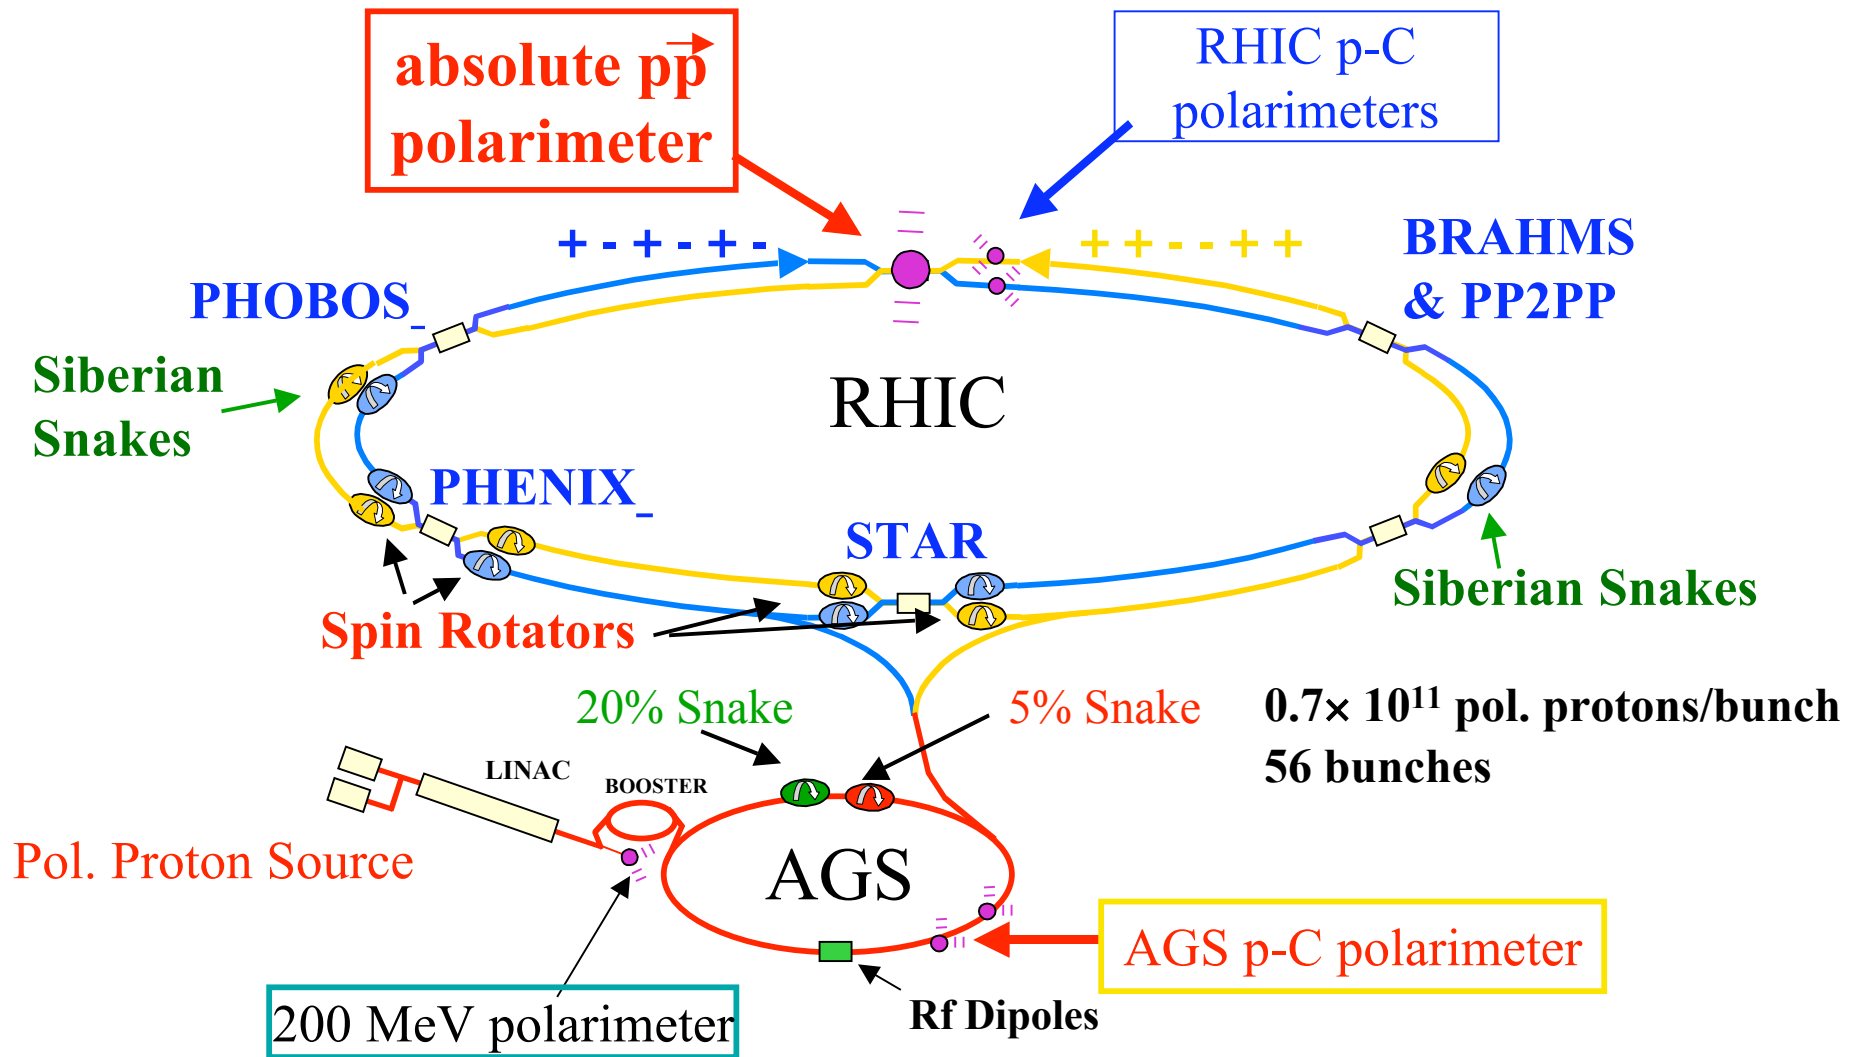 absolute pp
polarimeter
RHIC p-C
polarimeters
+ - + - + -
+ + - - + +
BRAHMS
& PP2PP
PHOBOS
Siberian
Snakes
RHIC
PHENIX
STAR
Siberian Snakes
Spin Rotators
20% Snake
5% Snake
0.7× 10¹¹ pol. protons/bunch
56 bunches
LINAC
BOOSTER
Pol. Proton Source
AGS
AGS p-C polarimeter
200 MeV polarimeter
Rf Dipoles